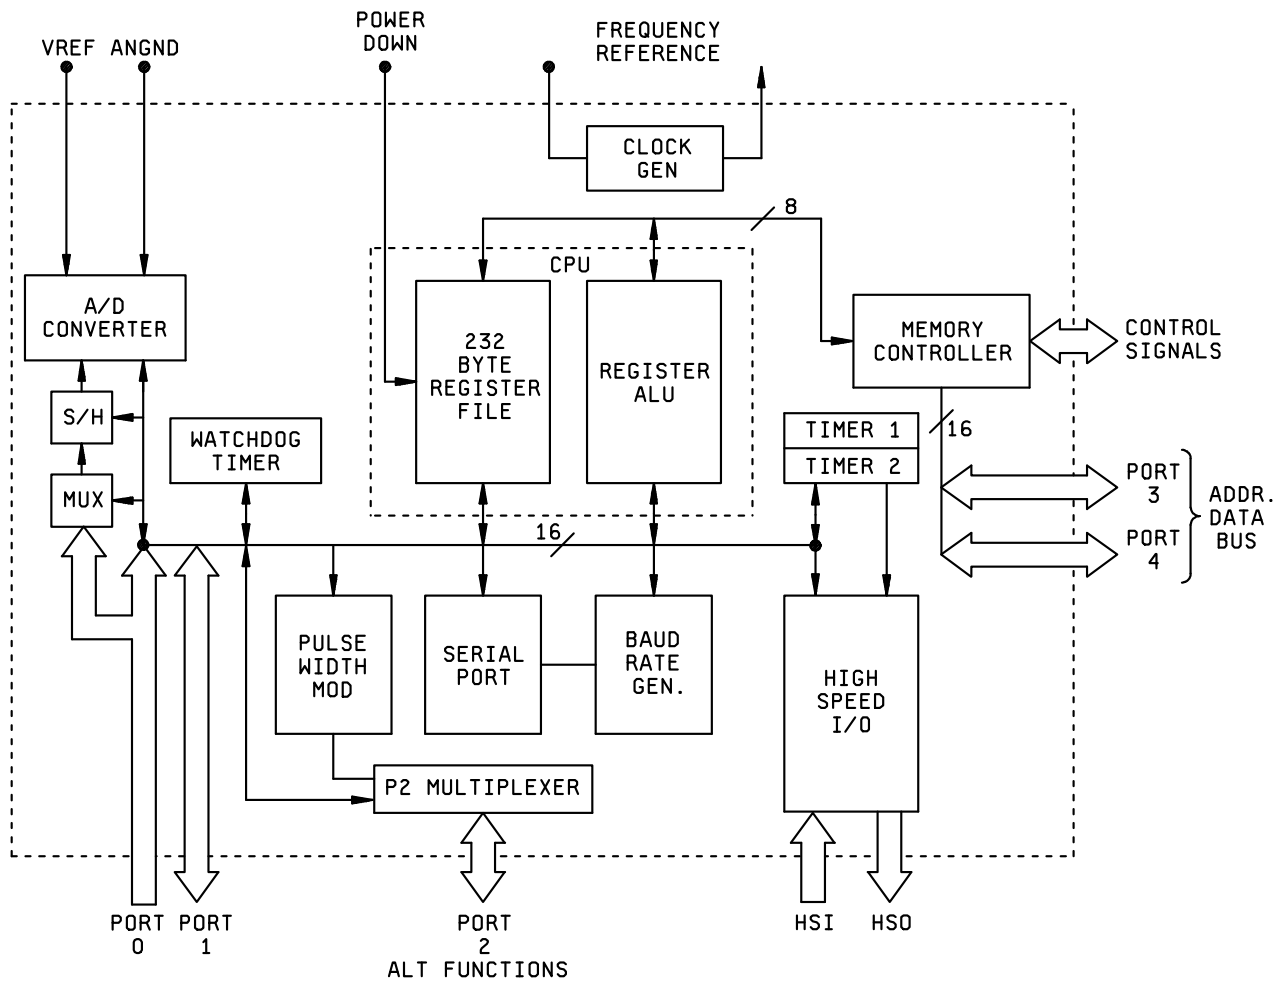 POWER
DOWN
FREQUENCY
REFERENCE
VREF ANGND
CLOCK
GEN
8
CPU
A/D
CONVERTER
232
BYTE
REGISTER
FILE
REGISTER
ALU
MEMORY
CONTROLLER
CONTROL
SIGNALS
S/H
WATCHDOG
TIMER
TIMER 1
TIMER 2
16
MUX
PORT
3
PORT
4
ADDR.
DATA
BUS
16
PULSE
WIDTH
MOD
SERIAL
PORT
BAUD
RATE
GEN.
HIGH
SPEED
I/O
P2 MULTIPLEXER
PORT
0
PORT
1
PORT
2
ALT FUNCTIONS
HSI
HSO